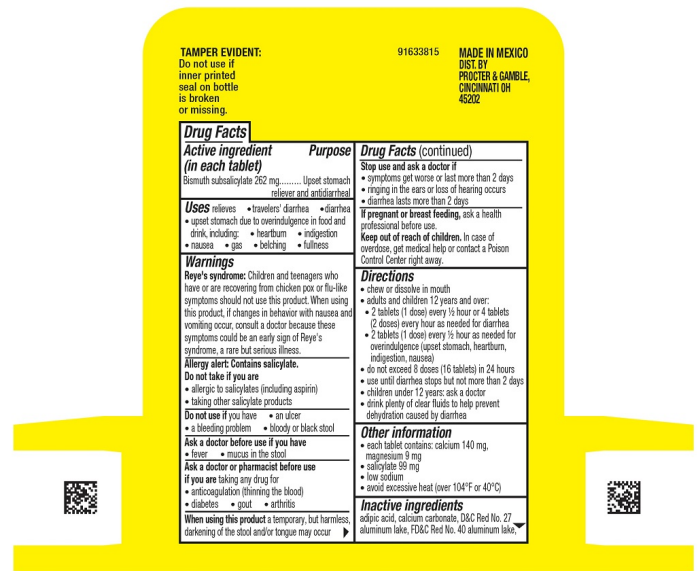 TAMPER EVIDENT:
Do not use if
inner printed
seal on bottle
is broken
or missing.
91633815
MADE IN MEXICO
DIST. BY
PROCTER & GAMBLE,
CINCINNATI OH
45202
Drug Facts
Active ingredient Purpose
(in each tablet)
Bismuth subsalicylate 262 mg......... Upset stomach
reliever and antidiarrheal
Uses relieves • travelers' diarrhea • diarrhea
• upset stomach due to overindulgence in food and
drink, including: • heartburn • indigestion
• nausea • gas • belching • fullness
Warnings
Reye's syndrome: Children and teenagers who
have or are recovering from chicken pox or flu-like
symptoms should not use this product. When using
this product, if changes in behavior with nausea and
vomiting occur, consult a doctor because these
symptoms could be an early sign of Reye's
syndrome, a rare but serious illness.
Allergy alert: Contains salicylate.
Do not take if you are
• allergic to salicylates (including aspirin)
• taking other salicylate products
Do not use if you have • an ulcer
• a bleeding problem • bloody or black stool
Ask a doctor before use if you have
• fever • mucus in the stool
Ask a doctor or pharmacist before use
if you are taking any drug for
• anticoagulation (thinning the blood)
• diabetes • gout • arthritis
When using this product a temporary, but harmless,
darkening of the stool and/or tongue may occur
Drug Facts (continued)
Stop use and ask a doctor if
• symptoms get worse or last more than 2 days
• ringing in the ears or loss of hearing occurs
• diarrhea lasts more than 2 days
If pregnant or breast feeding, ask a health
professional before use.
Keep out of reach of children. In case of
overdose, get medical help or contact a Poison
Control Center right away.
Directions
• chew or dissolve in mouth
• adults and children 12 years and over:
• 2 tablets (1 dose) every ½ hour or 4 tablets
(2 doses) every hour as needed for diarrhea
• 2 tablets (1 dose) every ½ hour as needed for
overindulgence (upset stomach, heartburn,
indigestion, nausea)
• do not exceed 8 doses (16 tablets) in 24 hours
• use until diarrhea stops but not more than 2 days
• children under 12 years: ask a doctor
• drink plenty of clear fluids to help prevent
dehydration caused by diarrhea
Other information
• each tablet contains: calcium 140 mg,
magnesium 9 mg
• salicylate 99 mg
• low sodium
• avoid excessive heat (over 104°F or 40°C)
Inactive ingredients
adipic acid, calcium carbonate, D&C Red No. 27
aluminum lake, FD&C Red No. 40 aluminum lake,